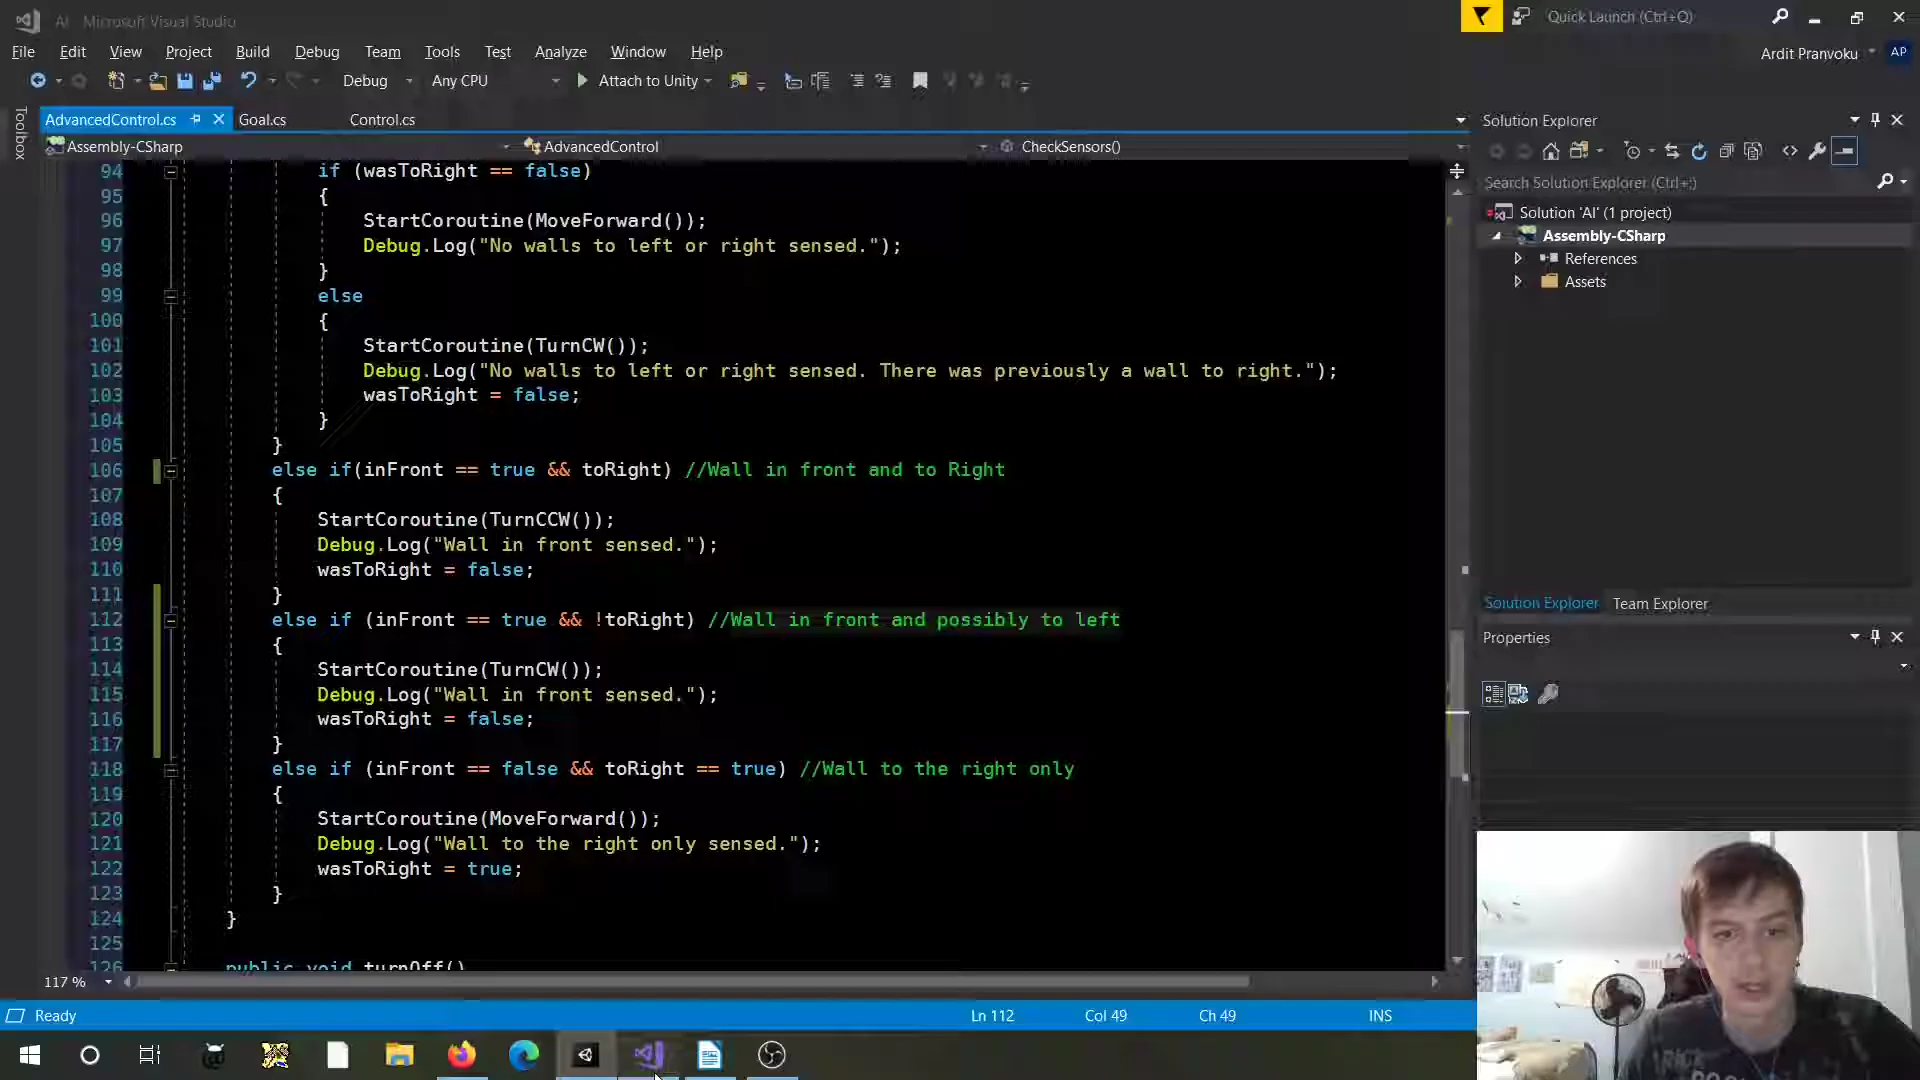 AI - Microsoft Visual Studio
Quick Launch (Ctrl+Q)
File Edit View Project Build Debug Team Tools Test Analyze Window Help
Ardit Pranvoku AP
Debug Any CPU Attach to Unity
Toolbox
AdvancedControl.cs Goal.cs Control.cs
Assembly-CSharp AdvancedControl CheckSensors()
94 if (wasToRight == false)
95 {
96 StartCoroutine(MoveForward());
97 Debug.Log("No walls to left or right sensed.");
98 }
99 else
100 {
101 StartCoroutine(TurnCW());
102 Debug.Log("No walls to left or right sensed. There was previously a wall to right.");
103 wasToRight = false;
104 }
105 }
106 else if(inFront == true && toRight) //Wall in front and to Right
107 {
108 StartCoroutine(TurnCCW());
109 Debug.Log("Wall in front sensed.");
110 wasToRight = false;
111 }
112 else if (inFront == true && !toRight) //Wall in front and possibly to left
113 {
114 StartCoroutine(TurnCW());
115 Debug.Log("Wall in front sensed.");
116 wasToRight = false;
117 }
118 else if (inFront == false && toRight == true) //Wall to the right only
119 {
120 StartCoroutine(MoveForward());
121 Debug.Log("Wall to the right only sensed.");
122 wasToRight = true;
123 }
124 }
125
126 public void turnOff()
117 %
Ready Ln 112 Col 49 Ch 49 INS
Solution Explorer
Search Solution Explorer (Ctrl+;)
Solution 'AI' (1 project)
Assembly-CSharp
References
Assets
Solution Explorer Team Explorer
Properties